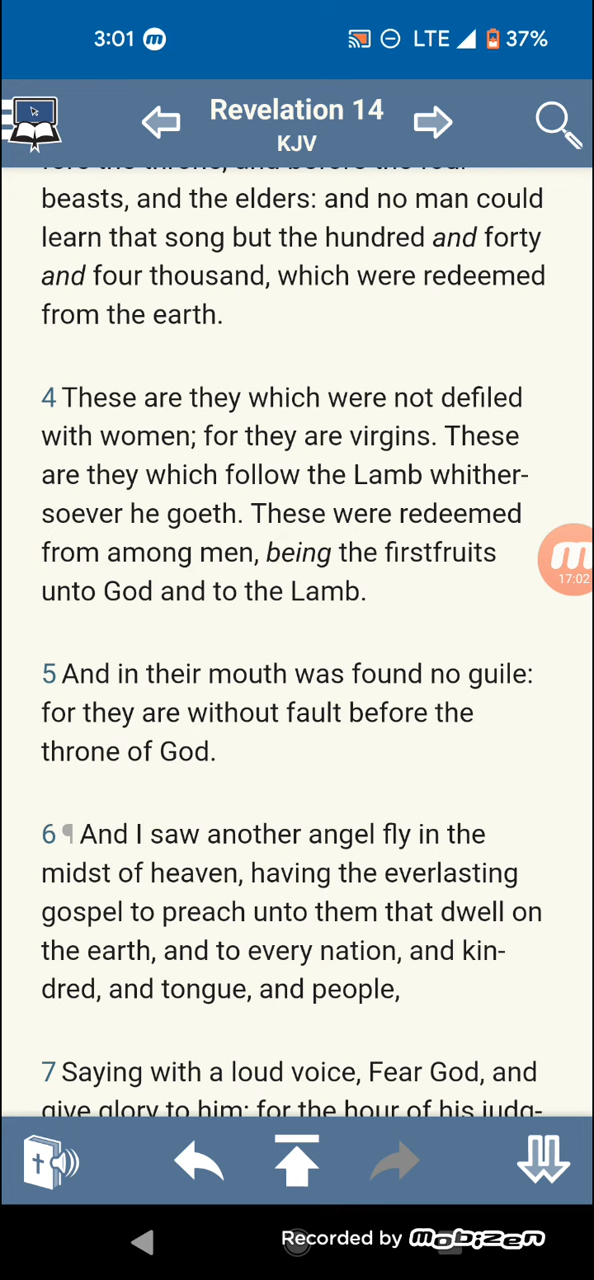 3:01 m LTE 37%
Revelation 14
KJV
fore the throne, and before the four
beasts, and the elders: and no man could
learn that song but the hundred and forty
and four thousand, which were redeemed
from the earth.
4 These are they which were not defiled
with women; for they are virgins. These
are they which follow the Lamb whither-
soever he goeth. These were redeemed
from among men, being the firstfruits
unto God and to the Lamb.
m
17:02
5 And in their mouth was found no guile:
for they are without fault before the
throne of God.
6 ¶ And I saw another angel fly in the
midst of heaven, having the everlasting
gospel to preach unto them that dwell on
the earth, and to every nation, and kin-
dred, and tongue, and people,
7 Saying with a loud voice, Fear God, and
give glory to him; for the hour of his judg-
Recorded by mobizen